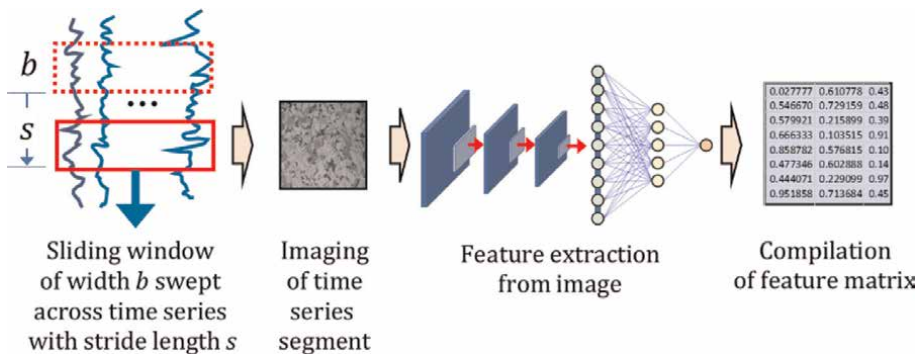 b
s
...
Sliding window
of width b swept
across time series
with stride length s
Imaging
of time
series
segment
Feature extraction
from image
0.027777 0.610778 0.43
0.546670 0.729159 0.48
0.579921 0.215899 0.39
0.666333 0.103515 0.91
0.858782 0.576815 0.10
0.477346 0.602888 0.14
0.444071 0.229099 0.97
0.951858 0.713684 0.45
Compilation
of feature matrix